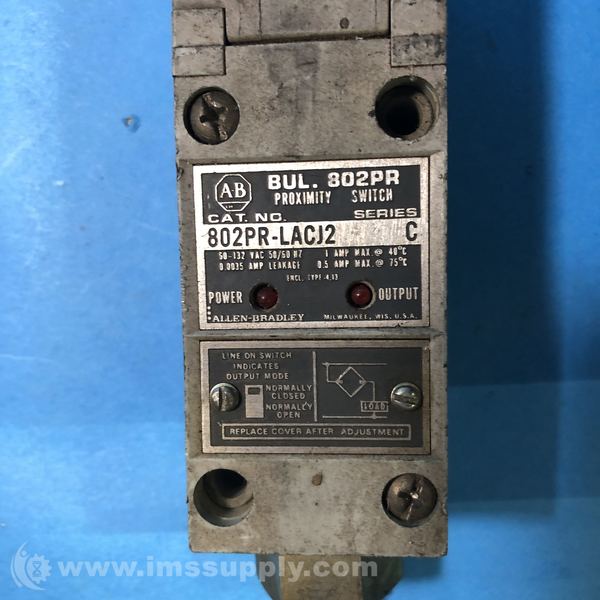 A-B
BUL. 802PR
PROXIMITY SWITCH
CAT. NO. SERIES
802PR-LACJ2 C
50-132 VAC 50/60 HZ 1 AMP MAX. @ 40°C
0.0035 AMP LEAKAGE 0.5 AMP MAX. @ 75°C
ENCL. TYPE-4,13
POWER OUTPUT
ALLEN-BRADLEY MILWAUKEE, WIS. U.S.A.
LINE ON SWITCH
INDICATES
OUTPUT MODE
NORMALLY
CLOSED
NORMALLY
OPEN
LOAD
REPLACE COVER AFTER ADJUSTMENT
www.imssupply.com